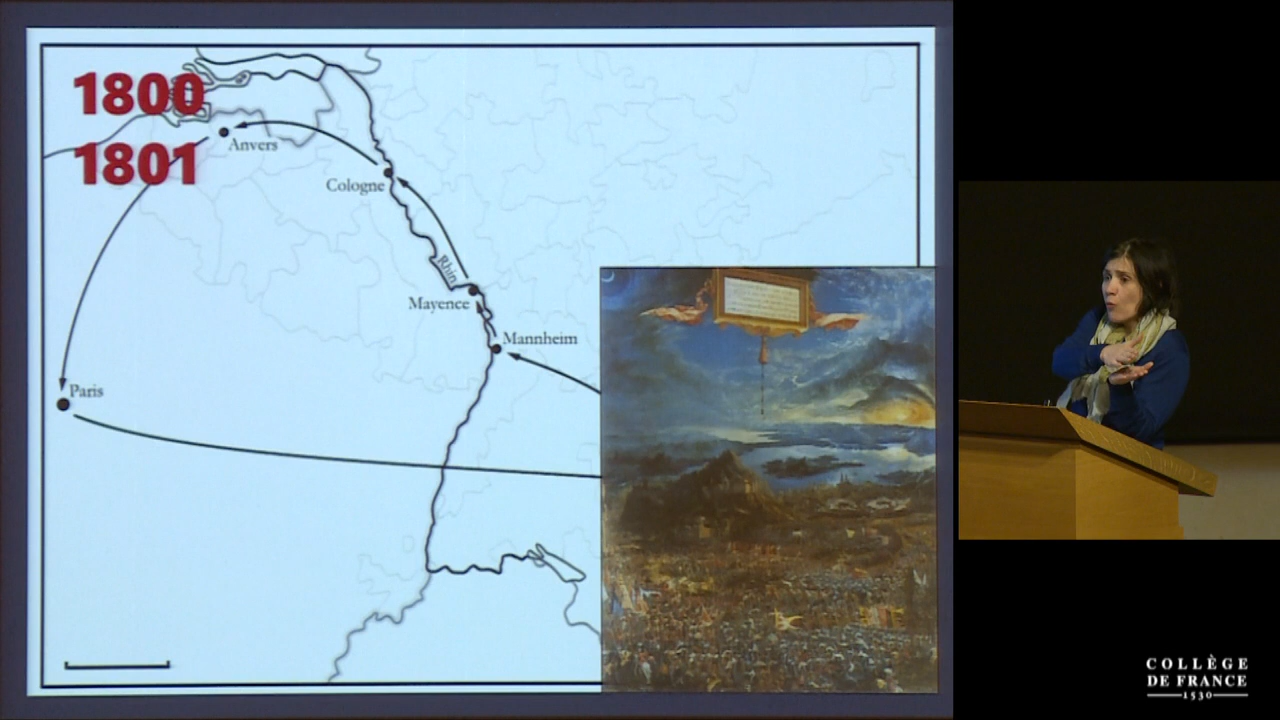 1800
1801
Anvers
Cologne
Rhin
Mayence
Mannheim
Paris
COLLÈGE
DE FRANCE
1530